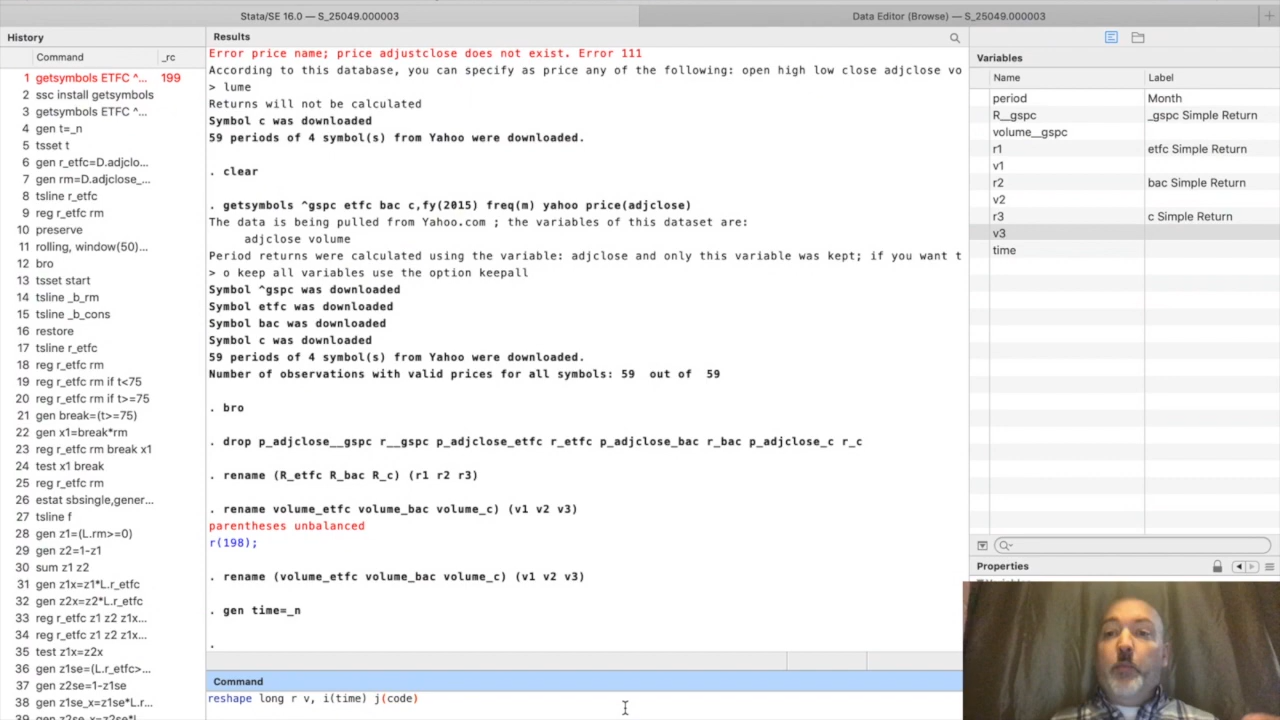 Stata/SE 16.0 — S_25049.000003
Data Editor (Browse) — S_25049.000003
History
Command _rc
1 getsymbols ETFC ^... 199
2 ssc install getsymbols
3 getsymbols ETFC ^...
4 gen t=_n
5 tsset t
6 gen r_etfc=D.adjclo...
7 gen rm=D.adjclose_...
8 tsline r_etfc
9 reg r_etfc rm
10 preserve
11 rolling, window(50)...
12 bro
13 tsset start
14 tsline _b_rm
15 tsline _b_cons
16 restore
17 tsline r_etfc
18 reg r_etfc rm
19 reg r_etfc rm if t<75
20 reg r_etfc rm if t>=75
21 gen break=(t>=75)
22 gen x1=break*rm
23 reg r_etfc rm break x1
24 test x1 break
25 reg r_etfc rm
26 estat sbsingle,gener...
27 tsline f
28 gen z1=(L.rm>=0)
29 gen z2=1-z1
30 sum z1 z2
31 gen z1x=z1*L.r_etfc
32 gen z2x=z2*L.r_etfc
33 reg r_etfc z1 z2 z1x...
34 reg r_etfc z1 z2 z1x...
35 test z1x=z2x
36 gen z1se=(L.r_etfc>...
37 gen z2se=1-z1se
38 gen z1se_x=z1se*L.r...
39 gen z2se_x=z2se*L.r...
Results
Error price name; price adjustclose does not exist. Error 111
According to this database, you can specify as price any of the following: open high low close adjclose vo
> lume
Returns will not be calculated
Symbol c was downloaded
59 periods of 4 symbol(s) from Yahoo were downloaded.
. clear
. getsymbols ^gspc etfc bac c,fy(2015) freq(m) yahoo price(adjclose)
The data is being pulled from Yahoo.com ; the variables of this dataset are:
adjclose volume
Period returns were calculated using the variable: adjclose and only this variable was kept; if you want t
> o keep all variables use the option keepall
Symbol ^gspc was downloaded
Symbol etfc was downloaded
Symbol bac was downloaded
Symbol c was downloaded
59 periods of 4 symbol(s) from Yahoo were downloaded.
Number of observations with valid prices for all symbols: 59 out of 59
. bro
. drop p_adjclose__gspc r__gspc p_adjclose_etfc r_etfc p_adjclose_bac r_bac p_adjclose_c r_c
. rename (R_etfc R_bac R_c) (r1 r2 r3)
. rename volume_etfc volume_bac volume_c) (v1 v2 v3)
parentheses unbalanced
r(198);
. rename (volume_etfc volume_bac volume_c) (v1 v2 v3)
. gen time=_n
.
Command
reshape long r v, i(time) j(code)
Variables
Name Label
period Month
R__gspc _gspc Simple Return
volume__gspc
r1 etfc Simple Return
v1
r2 bac Simple Return
v2
r3 c Simple Return
v3
time
Properties